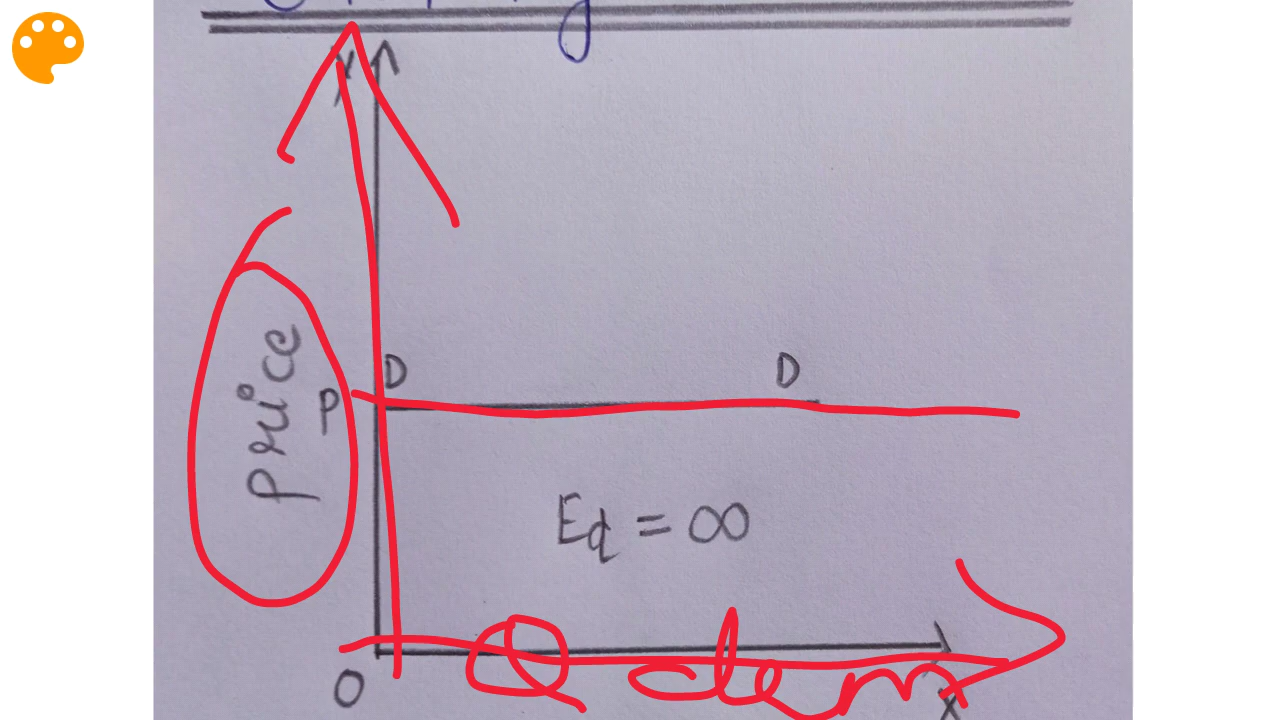 Y
D D
Price
P
Ed = ∞
Q dem
O X